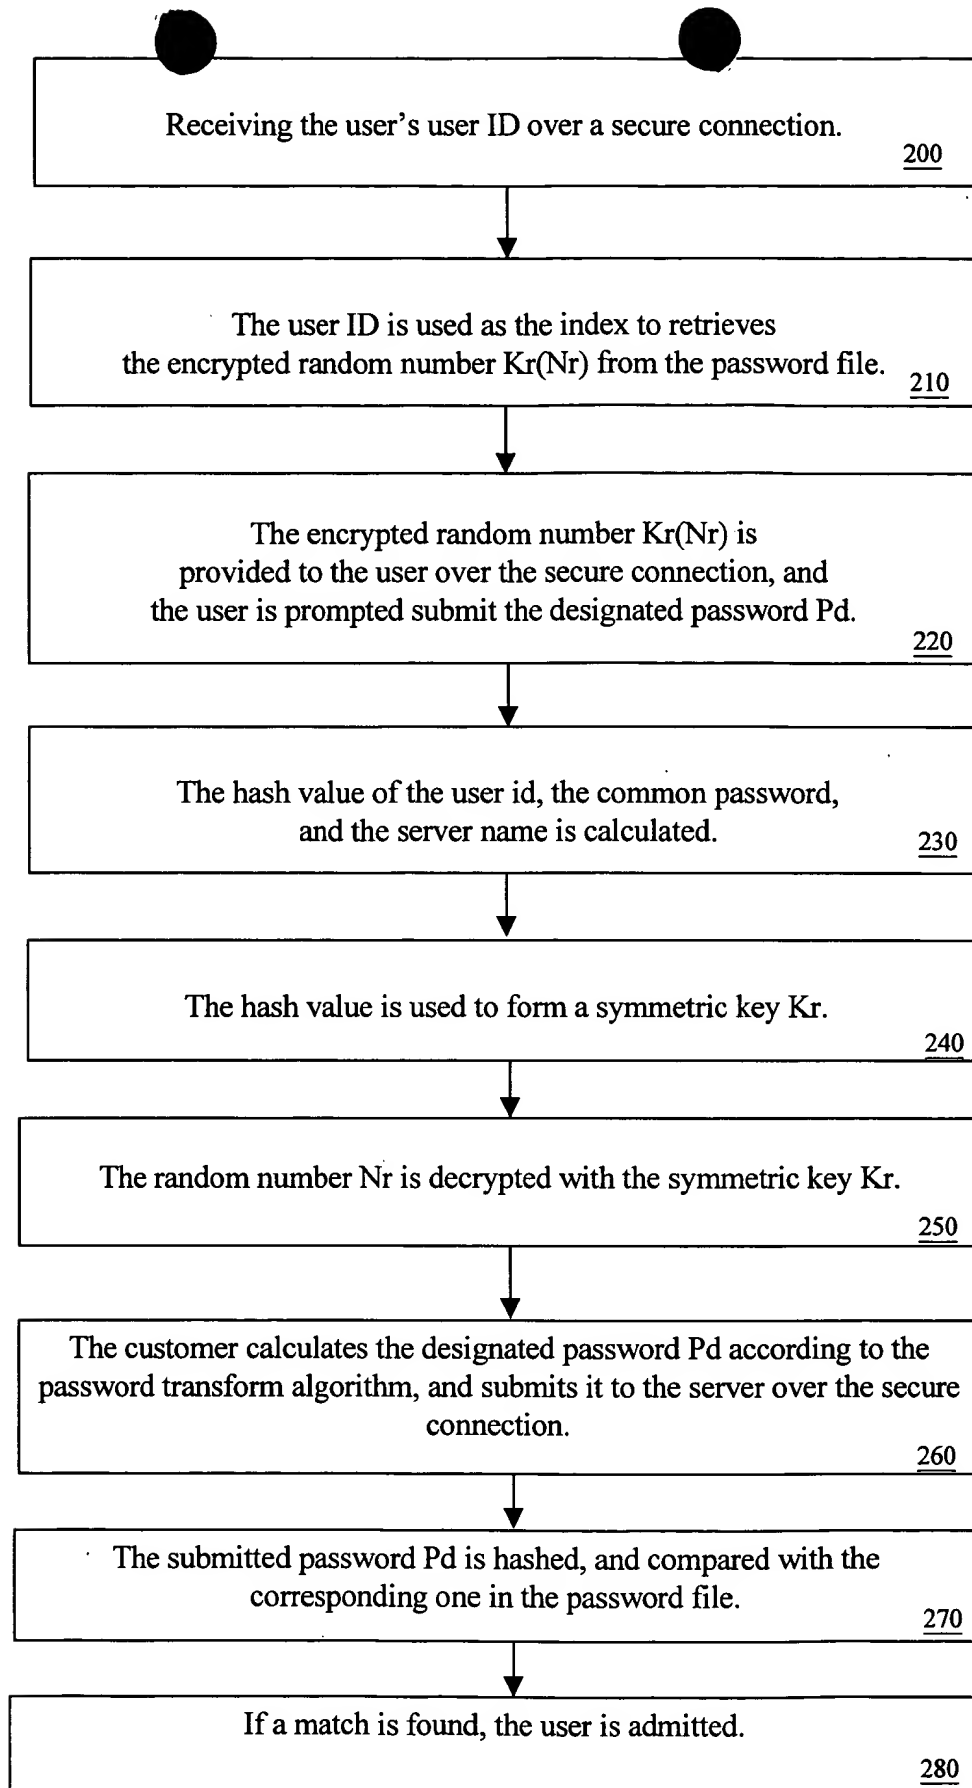 Receiving the user's user ID over a secure connection.
200
The user ID is used as the index to retrieves
the encrypted random number Kr(Nr) from the password file.
210
The encrypted random number Kr(Nr) is
provided to the user over the secure connection, and
the user is prompted submit the designated password Pd.
220
The hash value of the user id, the common password,
and the server name is calculated.
230
The hash value is used to form a symmetric key Kr.
240
The random number Nr is decrypted with the symmetric key Kr.
250
The customer calculates the designated password Pd according to the
password transform algorithm, and submits it to the server over the secure
connection.
260
The submitted password Pd is hashed, and compared with the
corresponding one in the password file.
270
If a match is found, the user is admitted.
280